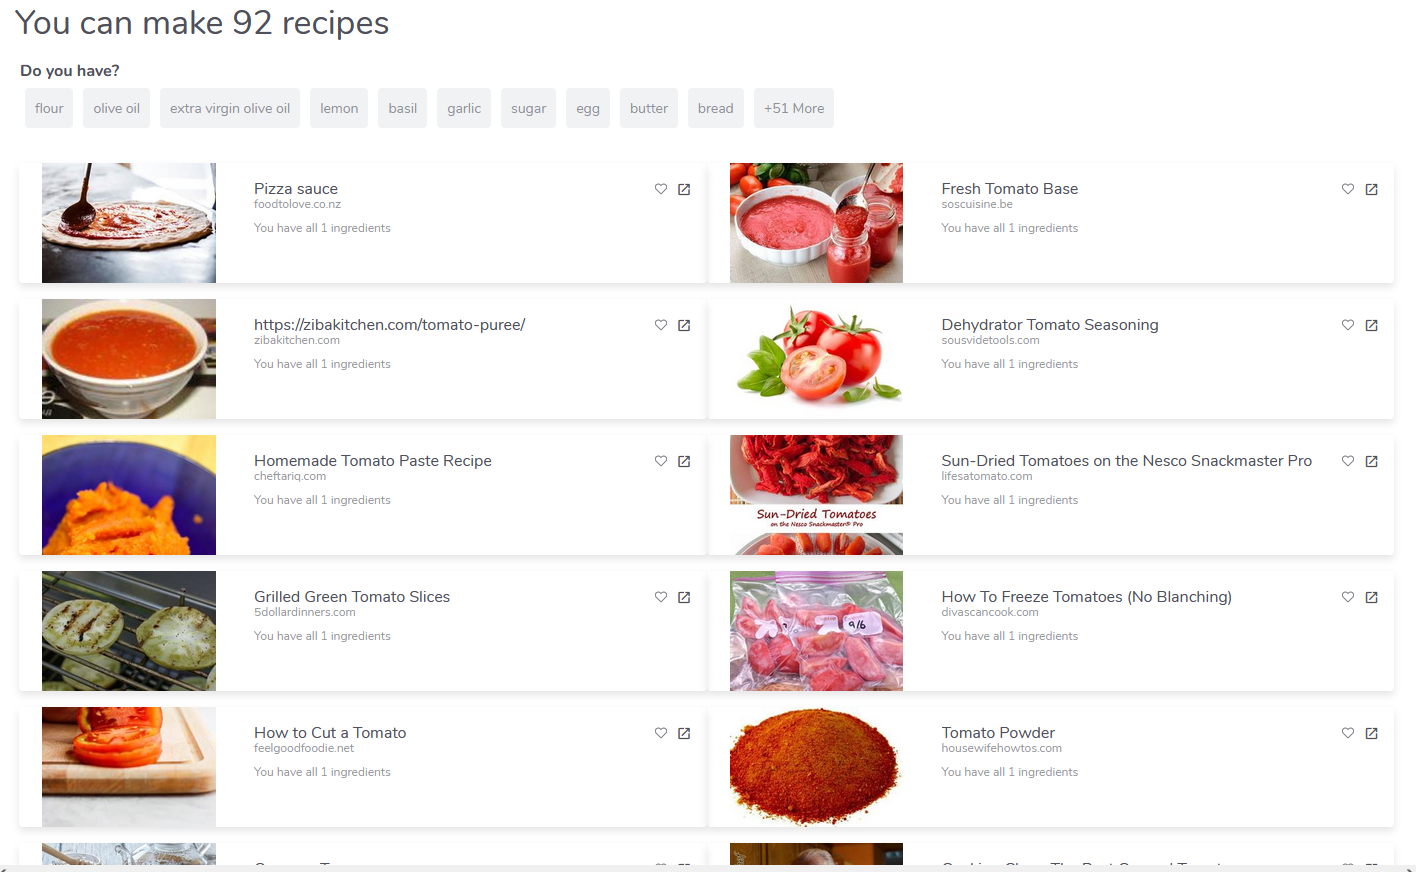 You can make 92 recipes
Do you have?
flour olive oil extra virgin olive oil lemon basil garlic sugar egg butter bread +51 More
Pizza sauce
foodtolove.co.nz
You have all 1 ingredients
Fresh Tomato Base
soscuisine.be
You have all 1 ingredients
https://zibakitchen.com/tomato-puree/
zibakitchen.com
You have all 1 ingredients
Dehydrator Tomato Seasoning
sousvidetools.com
You have all 1 ingredients
Homemade Tomato Paste Recipe
cheftariq.com
You have all 1 ingredients
Sun-Dried Tomatoes
on the Nesco Snackmaster® Pro
Sun-Dried Tomatoes on the Nesco Snackmaster Pro
lifesatomato.com
You have all 1 ingredients
Grilled Green Tomato Slices
5dollardinners.com
You have all 1 ingredients
9/6
How To Freeze Tomatoes (No Blanching)
divascancook.com
You have all 1 ingredients
How to Cut a Tomato
feelgoodfoodie.net
You have all 1 ingredients
Tomato Powder
housewifehowtos.com
You have all 1 ingredients